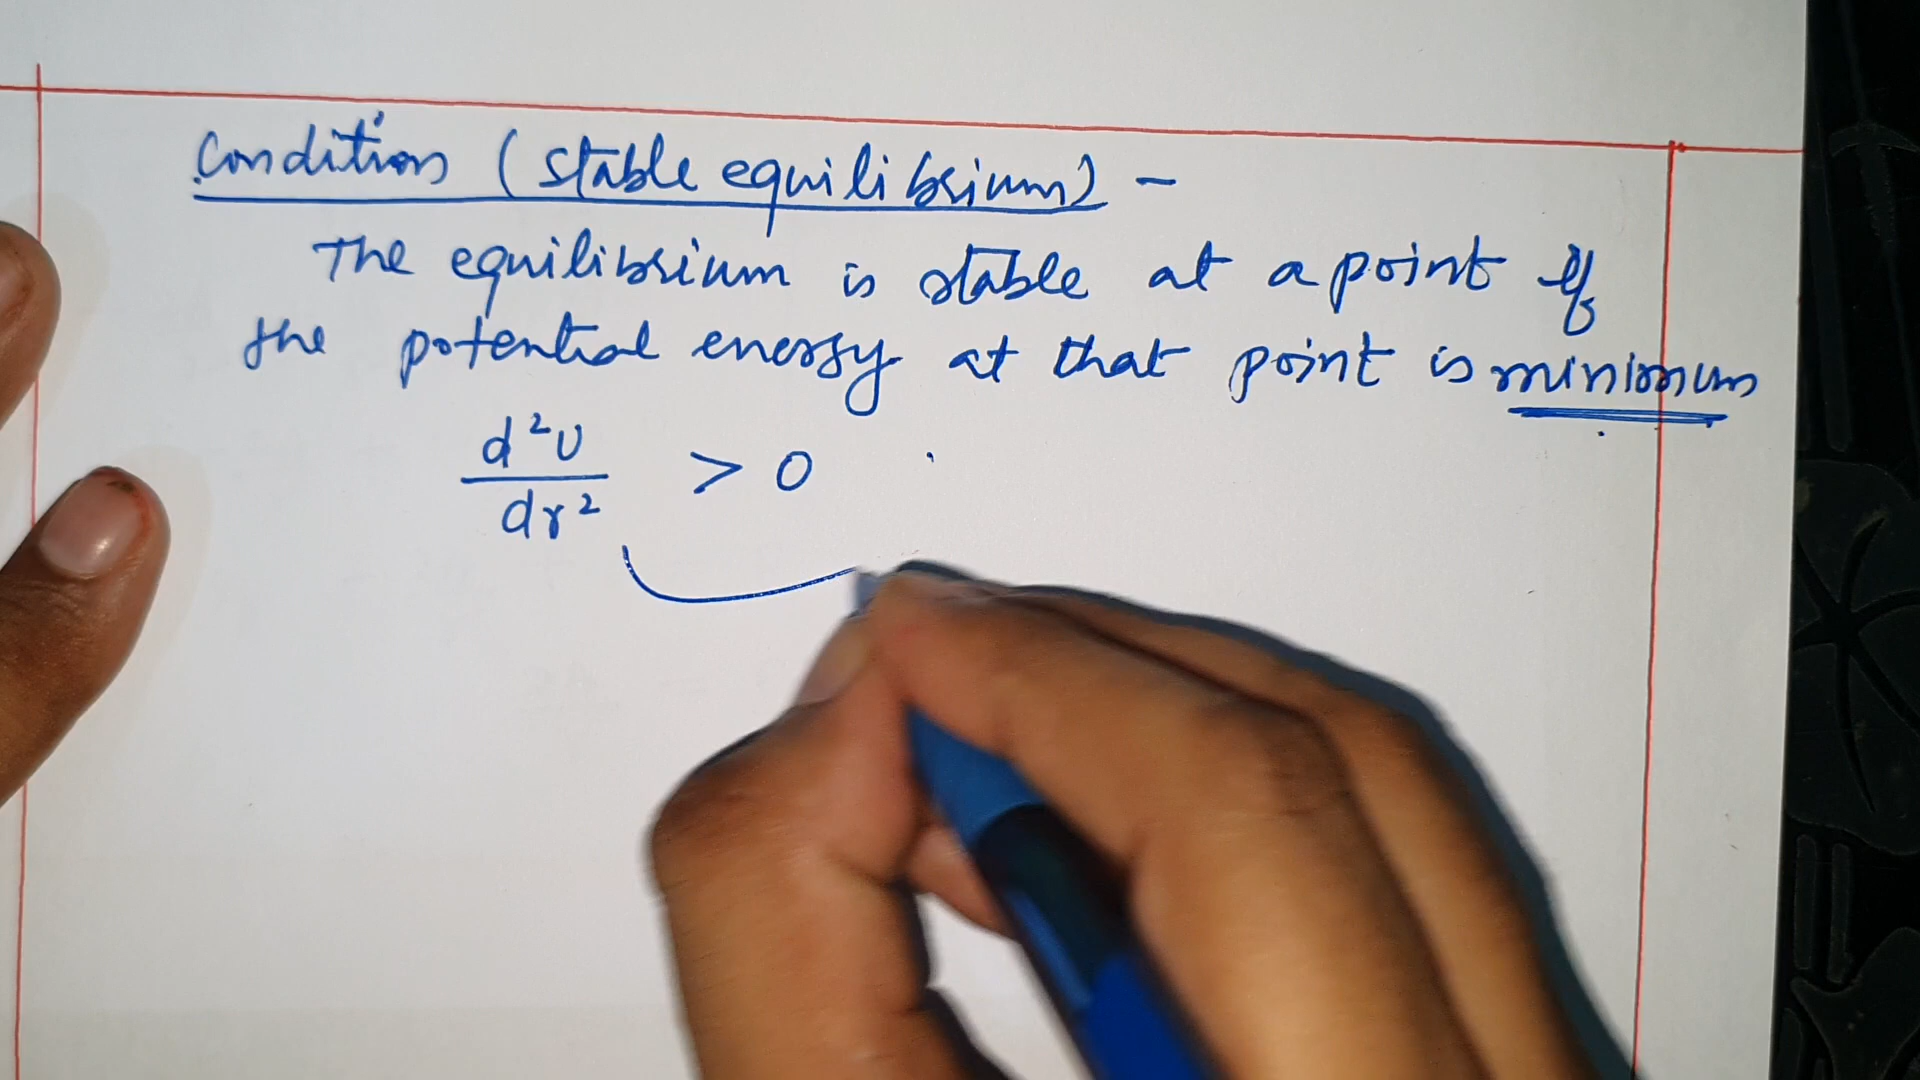 Condition (stable equilibrium) -
The equilibrium is stable at a point if
the potential energy at that point is minimum
d²U
dr² > 0